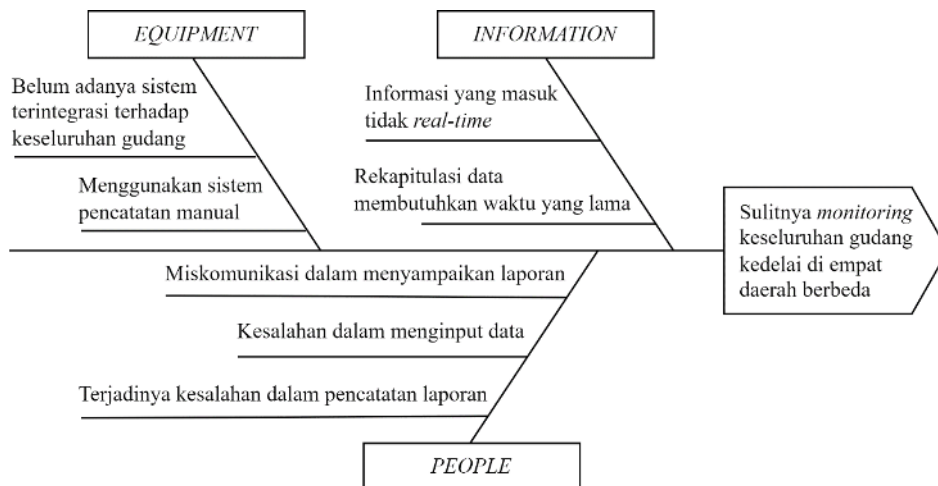 EQUIPMENT
INFORMATION
Belum adanya sistem
terintegrasi terhadap
keseluruhan gudang
Menggunakan sistem
pencatatan manual
Informasi yang masuk
tidak real-time
Rekapitulasi data
membutuhkan waktu yang lama
Sulitnya monitoring
keseluruhan gudang
kedelai di empat
daerah berbeda
Miskomunikasi dalam menyampaikan laporan
Kesalahan dalam menginput data
Terjadinya kesalahan dalam pencatatan laporan
PEOPLE